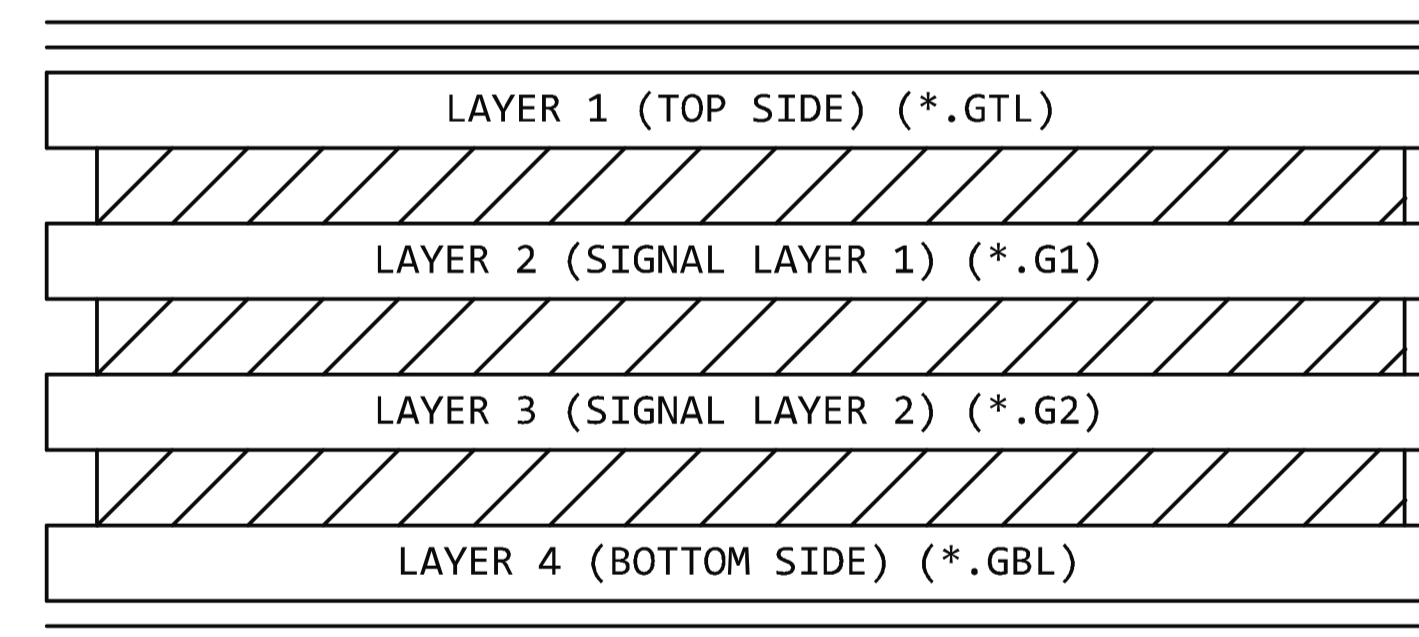 LAYER 1 (TOP SIDE) (*.GTL)
LAYER 2 (SIGNAL LAYER 1) (*.G1)
LAYER 3 (SIGNAL LAYER 2) (*.G2)
LAYER 4 (BOTTOM SIDE) (*.GBL)